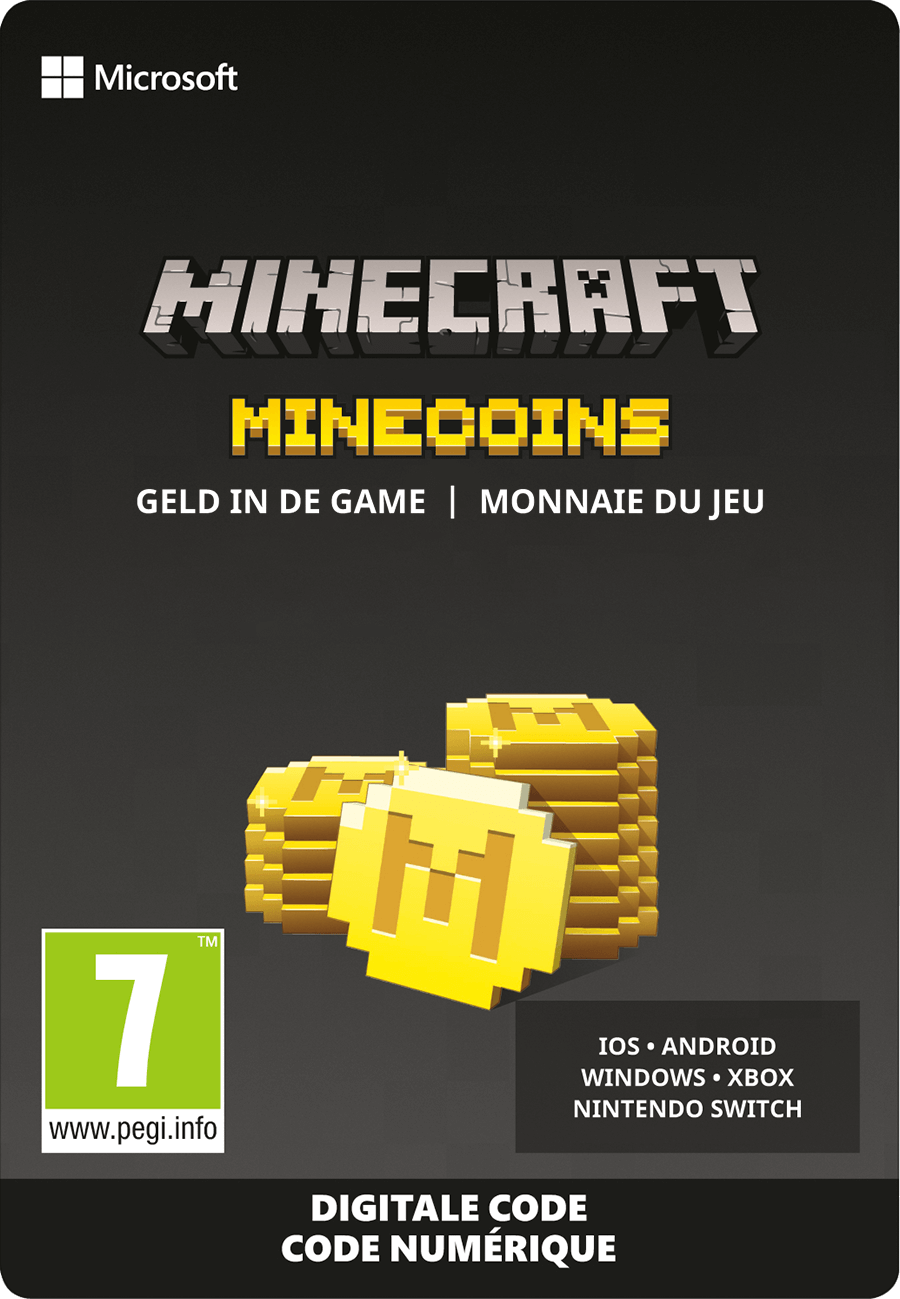 Microsoft
MINECRAFT
MINECOINS
GELD IN DE GAME | MONNAIE DU JEU
7 ™
www.pegi.info
IOS • ANDROID
WINDOWS • XBOX
NINTENDO SWITCH
DIGITALE CODE
CODE NUMÉRIQUE